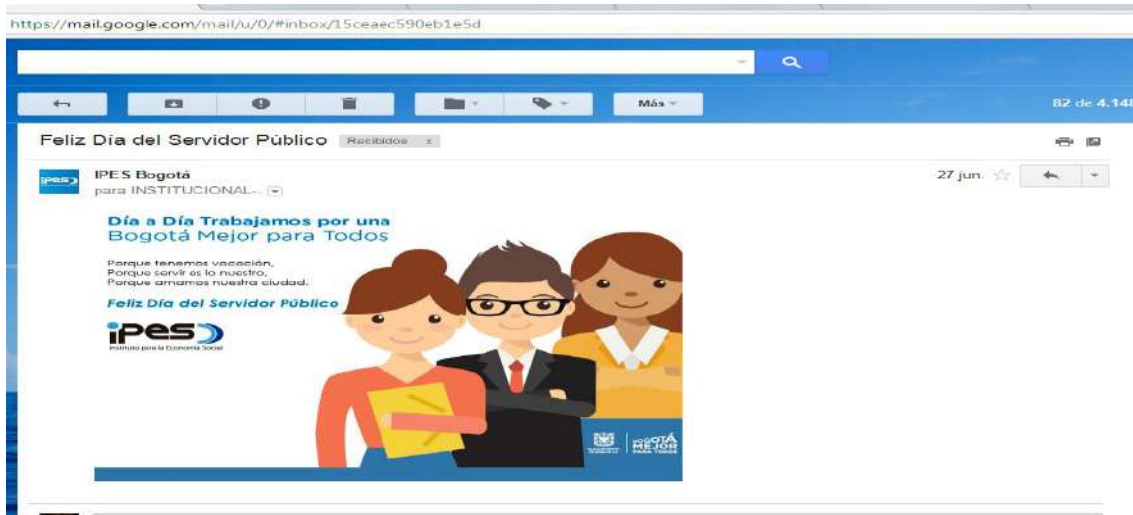 https://mail.google.com/mail/u/0/#inbox/15ceaec590eb1e5d
Más
82 de 4.148
Feliz Día del Servidor Público Recibidos x
IPES Bogotá
27 jun.
para INSTITUCIONAL-.
Día a Día Trabajamos por una
Bogotá Mejor para Todos
Porque tenemos vocación,
Porque servir es lo nuestro,
Porque amamos nuestra ciudad.
Feliz Día del Servidor Público
ipes
Instituto para la Economía Social
BOGOTÁ
MEJOR
PARA TODOS